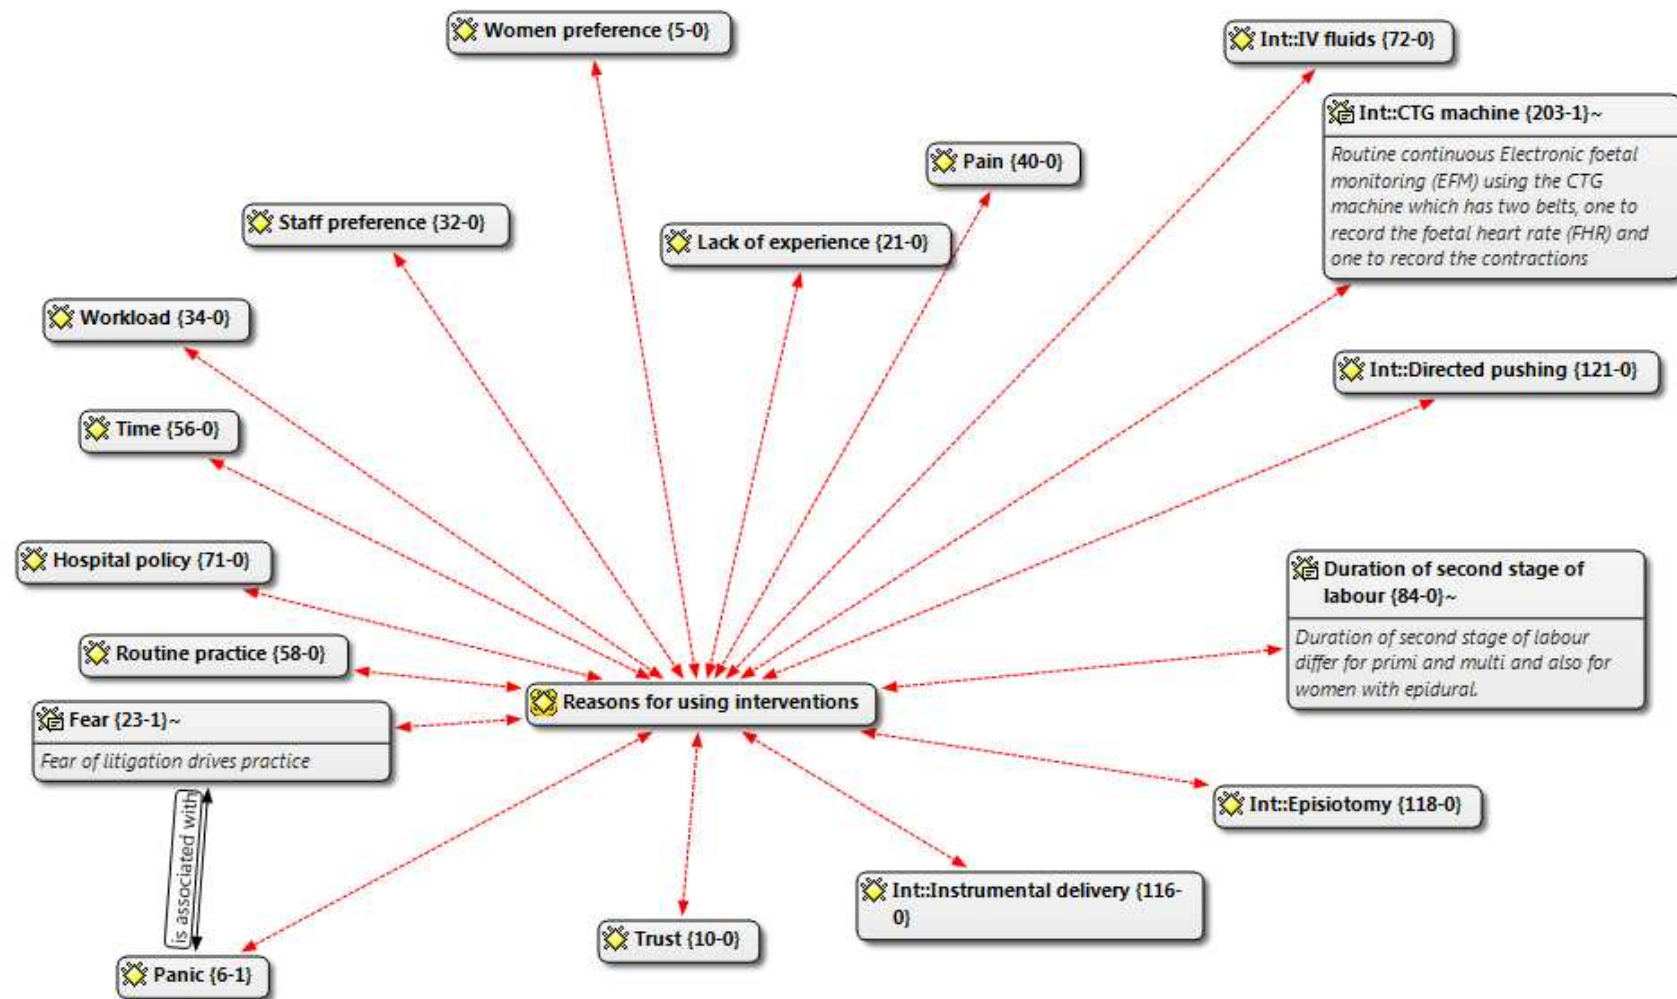 Women preference {5-0}
Int::IV fluids {72-0}
Int::CTG machine {203-1}~
Routine continuous Electronic foetal
monitoring (EFM) using the CTG
machine which has two belts, one to
record the foetal heart rate (FHR) and
one to record the contractions
Pain {40-0}
Staff preference {32-0}
Lack of experience {21-0}
Workload {34-0}
Int::Directed pushing {121-0}
Time {56-0}
Hospital policy {71-0}
Duration of second stage of
labour {84-0}~
Duration of second stage of labour
differ for primi and multi and also for
women with epidural.
Routine practice {58-0}
Reasons for using interventions
Fear {23-1}~
Fear of litigation drives practice
is associated with
Int::Episiotomy {118-0}
Int::Instrumental delivery {116-
0}
Trust {10-0}
Panic {6-1}